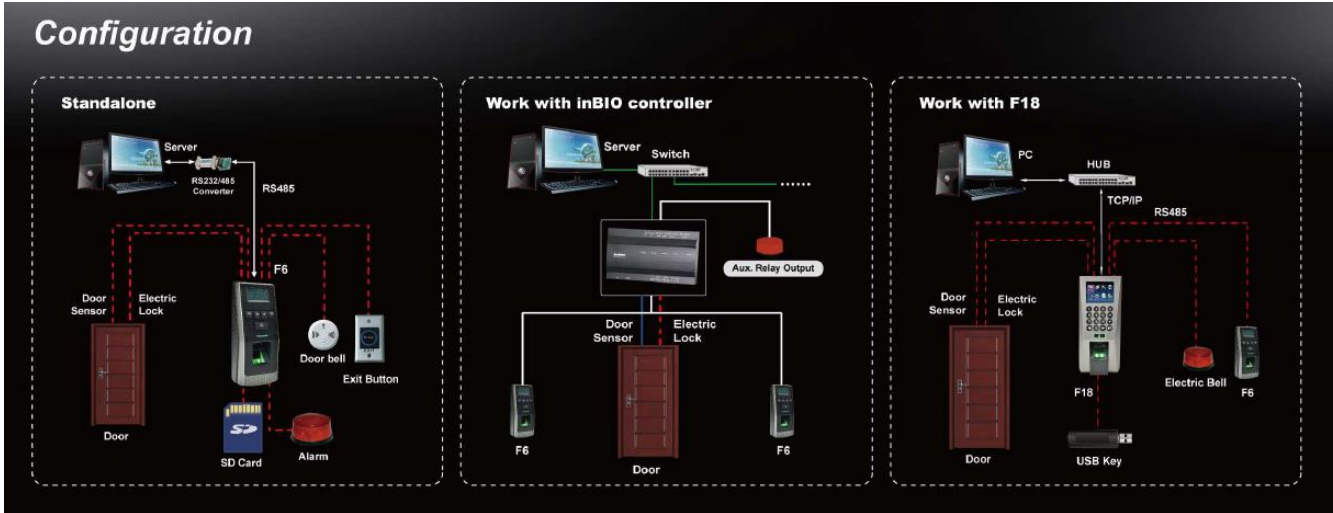 Configuration
Standalone
Server
RS232/485
Converter
RS485
F6
Door
Sensor
Electric
Lock
Door bell
EXIT
Exit Button
Door
SD
SD Card
Alarm
Work with inBIO controller
Server
Switch
......
Aux. Relay Output
Door
Sensor
Electric
Lock
F6
Door
F6
Work with F18
PC
HUB
TCP/IP
RS485
Door
Sensor
Electric
Lock
F18
Electric Bell
F6
Door
USB Key